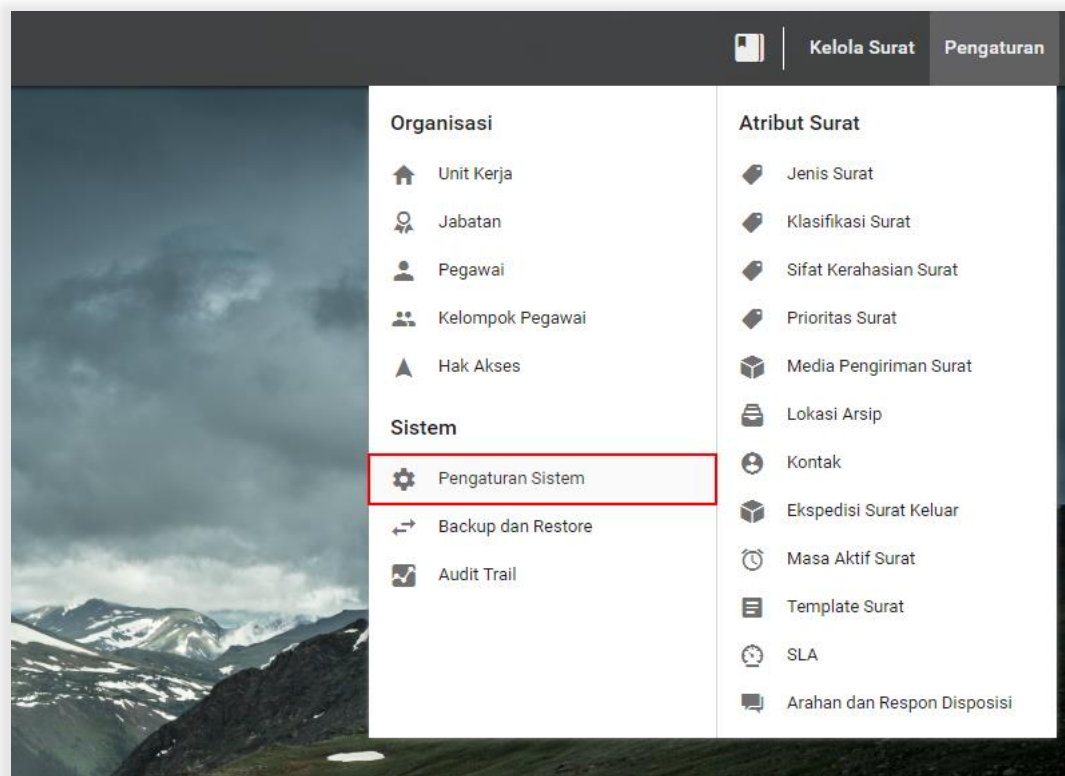 Kelola Surat
Pengaturan
Organisasi
Unit Kerja
Jabatan
Pegawai
Kelompok Pegawai
Hak Akses
Sistem
Pengaturan Sistem
Backup dan Restore
Audit Trail
Atribut Surat
Jenis Surat
Klasifikasi Surat
Sifat Kerahasian Surat
Prioritas Surat
Media Pengiriman Surat
Lokasi Arsip
Kontak
Ekspedisi Surat Keluar
Masa Aktif Surat
Template Surat
SLA
Arahan dan Respon Disposisi